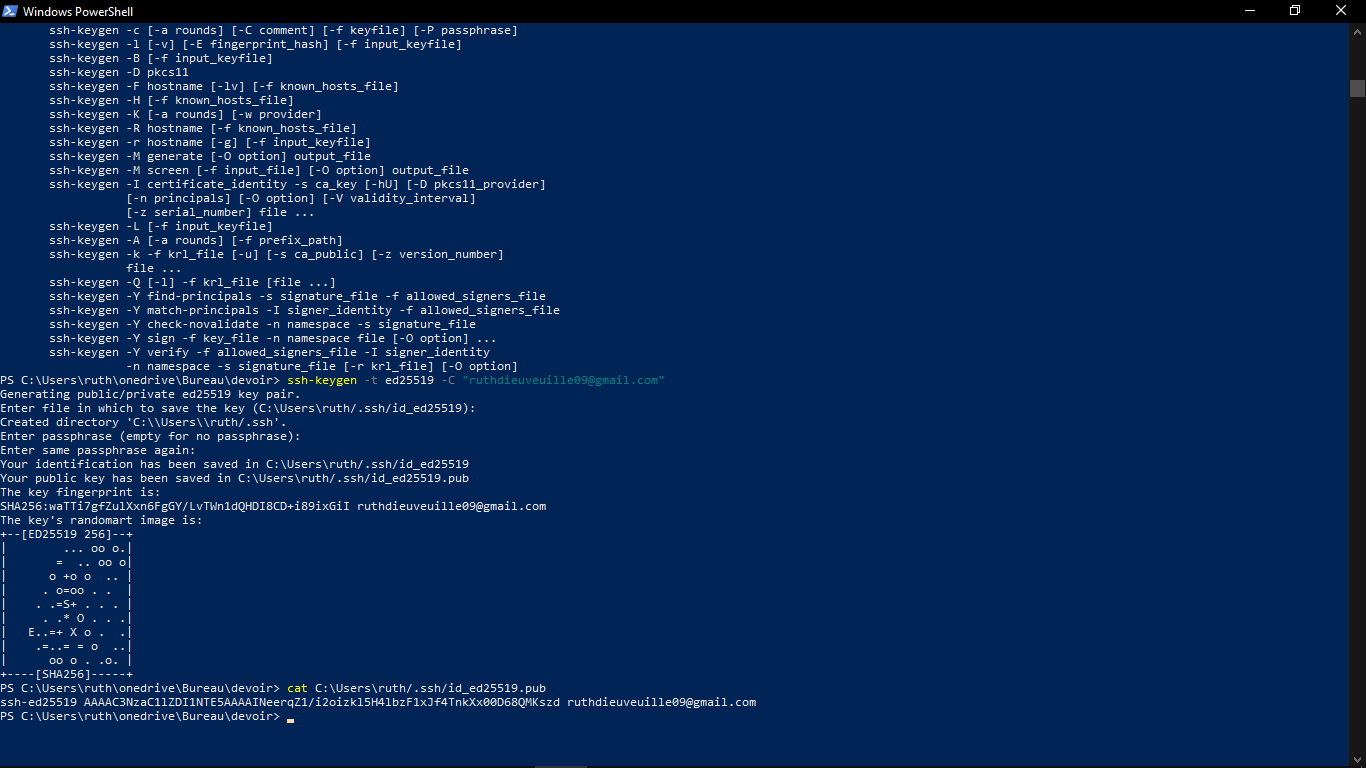 Windows PowerShell
ssh-keygen -c [-a rounds] [-C comment] [-f keyfile] [-P passphrase]
ssh-keygen -l [-v] [-E fingerprint_hash] [-f input_keyfile]
ssh-keygen -B [-f input_keyfile]
ssh-keygen -D pkcs11
ssh-keygen -F hostname [-lv] [-f known_hosts_file]
ssh-keygen -H [-f known_hosts_file]
ssh-keygen -K [-a rounds] [-w provider]
ssh-keygen -R hostname [-f known_hosts_file]
ssh-keygen -r hostname [-g] [-f input_keyfile]
ssh-keygen -M generate [-O option] output_file
ssh-keygen -M screen [-f input_file] [-O option] output_file
ssh-keygen -I certificate_identity -s ca_key [-hU] [-D pkcs11_provider]
[-n principals] [-O option] [-V validity_interval]
[-z serial_number] file ...
ssh-keygen -L [-f input_keyfile]
ssh-keygen -A [-a rounds] [-f prefix_path]
ssh-keygen -k -f krl_file [-u] [-s ca_public] [-z version_number]
file ...
ssh-keygen -Q [-l] -f krl_file [file ...]
ssh-keygen -Y find-principals -s signature_file -f allowed_signers_file
ssh-keygen -Y match-principals -I signer_identity -f allowed_signers_file
ssh-keygen -Y check-novalidate -n namespace -s signature_file
ssh-keygen -Y sign -f key_file -n namespace file [-O option] ...
ssh-keygen -Y verify -f allowed_signers_file -I signer_identity
-n namespace -s signature_file [-r krl_file] [-O option]
PS C:\Users\ruth\onedrive\Bureau\devoir> ssh-keygen -t ed25519 -C "ruthdieuveuille09@gmail.com"
Generating public/private ed25519 key pair.
Enter file in which to save the key (C:\Users\ruth/.ssh/id_ed25519):
Created directory 'C:\\Users\\ruth/.ssh'.
Enter passphrase (empty for no passphrase):
Enter same passphrase again:
Your identification has been saved in C:\Users\ruth/.ssh/id_ed25519
Your public key has been saved in C:\Users\ruth/.ssh/id_ed25519.pub
The key fingerprint is:
SHA256:waTTi7gfZulXxn6FgGY/LvTWn1dQHDI8CD+i89ixGiI ruthdieuveuille09@gmail.com
The key's randomart image is:
+--[ED25519 256]--+
|        ... oo o.|
|       =  .. oo o|
|      o +o o  .. |
|     . o=oo . .  |
|    . .=S+ . . . |
|     . .* O . . .|
|   E..=+ X o .  .|
|    .=..= = o  ..|
|      oo o . .o. |
+----[SHA256]-----+
PS C:\Users\ruth\onedrive\Bureau\devoir> cat C:\Users\ruth/.ssh/id_ed25519.pub
ssh-ed25519 AAAAC3NzaC1lZDI1NTE5AAAAINeerqZ1/i2oizkl5H4lbzF1xJf4TnkXx00D68QMKszd ruthdieuveuille09@gmail.com
PS C:\Users\ruth\onedrive\Bureau\devoir>